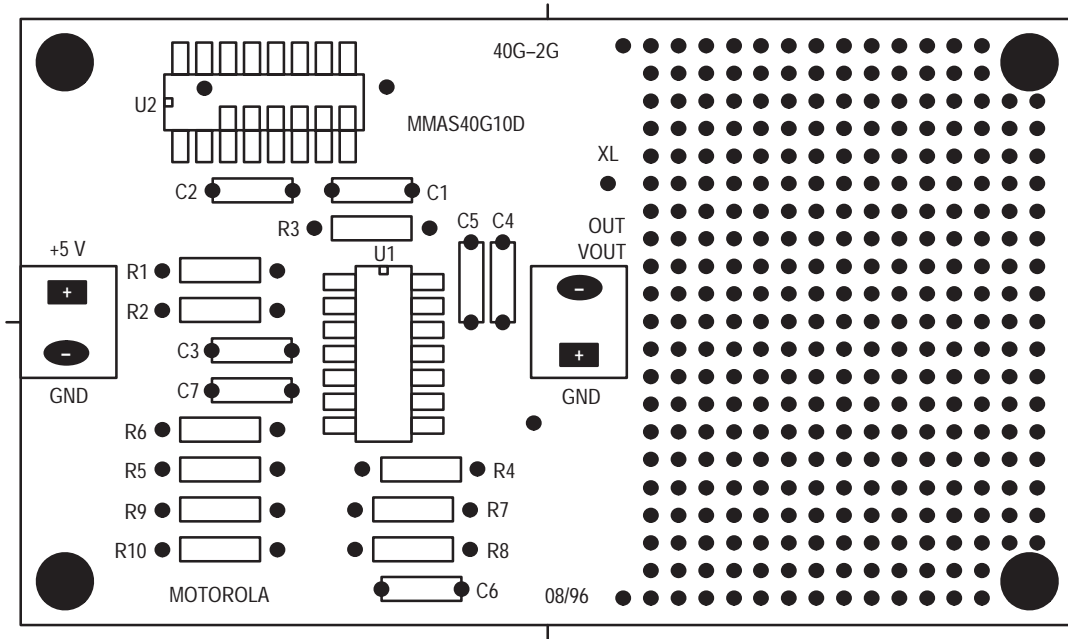 40G–2G
U2
MMAS40G10D
XL
C2
C1
R3
C5 C4
OUT
VOUT
+5 V
U1
R1
+
–
R2
–
C3
+
C7
GND
GND
R6
R5
R4
R9
R7
R10
R8
MOTOROLA
C6
08/96